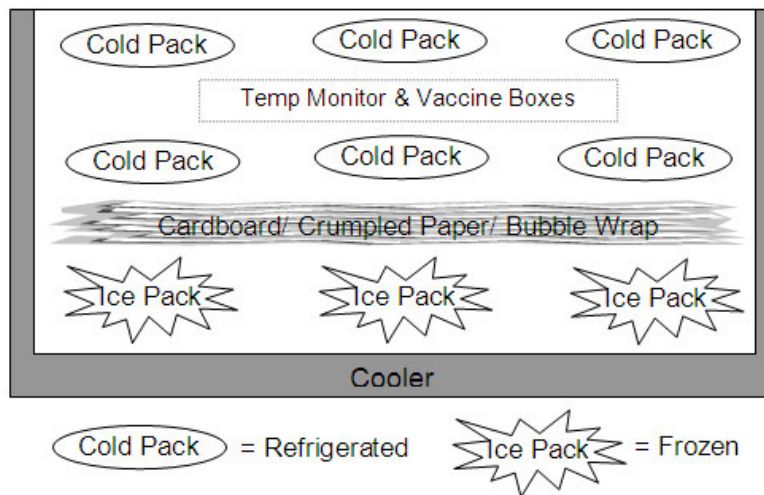 Cold Pack Cold Pack Cold Pack
Temp Monitor & Vaccine Boxes
Cold Pack Cold Pack Cold Pack
Cardboard/ Crumpled Paper/ Bubble Wrap
Ice Pack Ice Pack Ice Pack
Cooler
Cold Pack = Refrigerated Ice Pack = Frozen